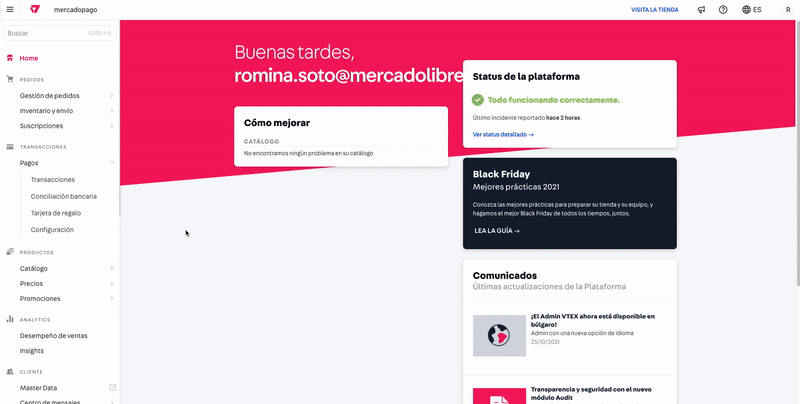 mercadopago
VISITA LA TIENDA
ES
R
Buscar
CMD + K
Home
PEDIDOS
Gestión de pedidos
Inventario y envío
Suscripciones
TRANSACCIONES
Pagos
Transacciones
Conciliación bancaria
Tarjeta de regalo
Configuración
PRODUCTOS
Catálogo
Precios
Promociones
ANALYTICS
Desempeño de ventas
Insights
CLIENTE
Master Data
Centro de mensajes
Buenas tardes,
romina.soto@mercadolibre
Cómo mejorar
CATÁLOGO
No encontramos ningún problema en su catálogo
Status de la plataforma
Todo funcionando correctamente.
Último incidente reportado hace 2 horas.
Ver status detallado →
Black Friday
Mejores prácticas 2021
Conozca las mejores prácticas para preparar su tienda y su equipo, y
hagamos el mejor Black Friday de todos los tiempos, juntos.
LEA LA GUÍA →
Comunicados
Últimas actualizaciones de la Plataforma
¡El Admin VTEX ahora está disponible en
búlgaro!
Admin con una nueva opción de idioma
25/10/2021
Transparencia y seguridad con el nuevo
módulo Audit